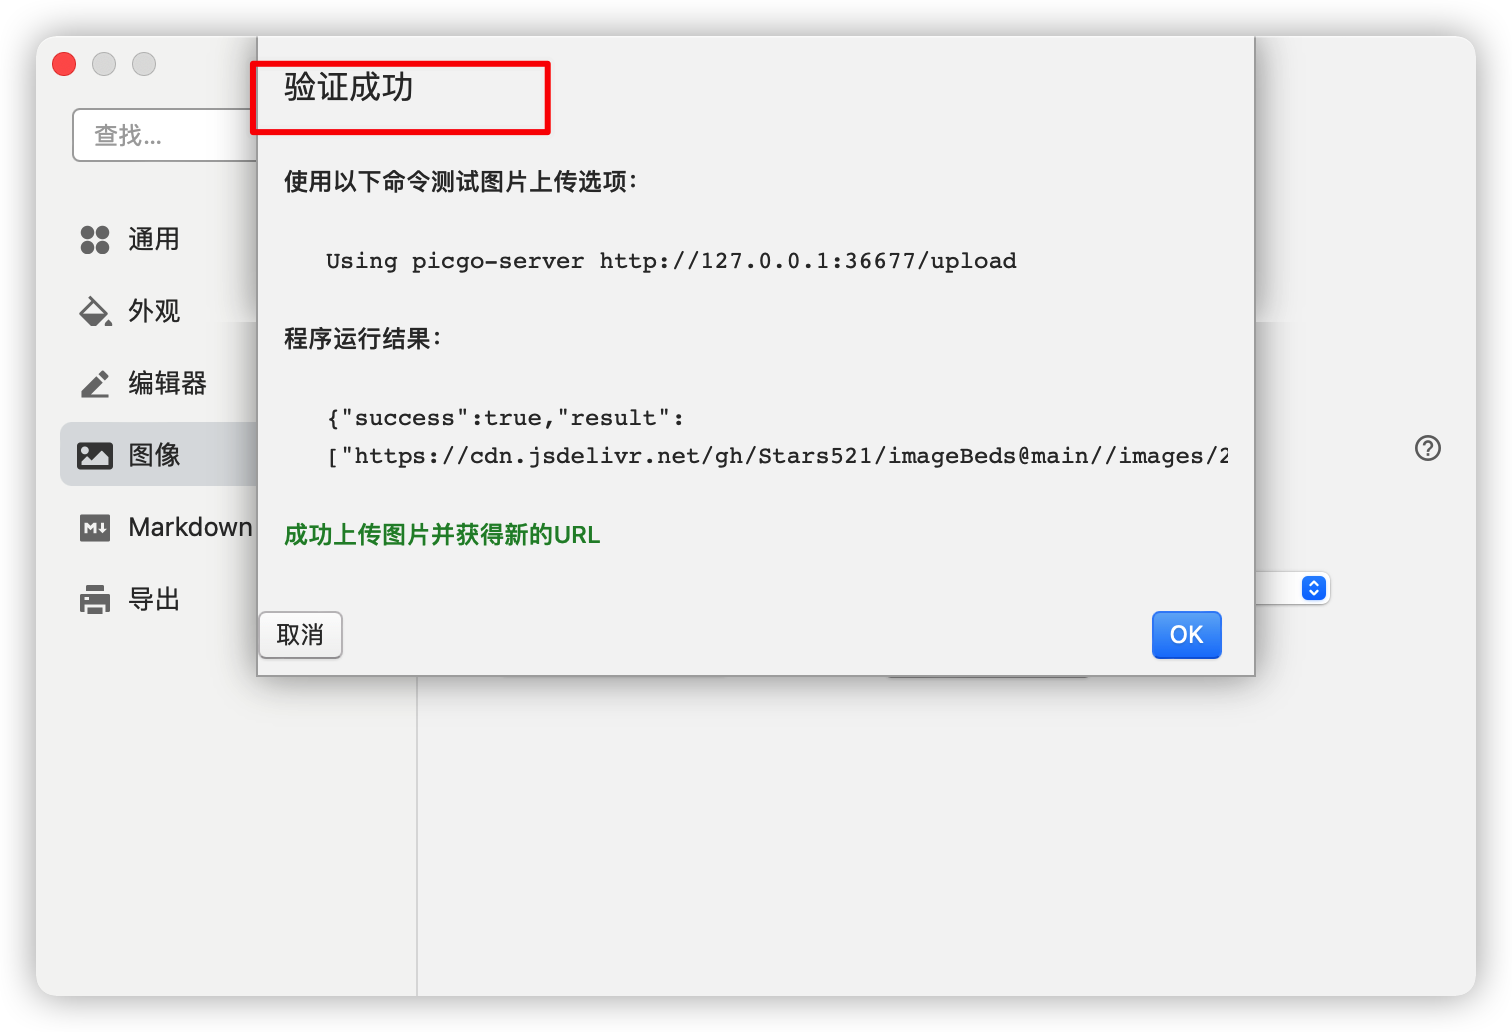 查找...
通用
外观
编辑器
图像
Markdown
导出
验证成功
使用以下命令测试图片上传选项：
Using picgo-server http://127.0.0.1:36677/upload
程序运行结果：
{"success":true,"result":
["https://cdn.jsdelivr.net/gh/Stars521/imageBeds@main//images/2
成功上传图片并获得新的URL
取消
OK